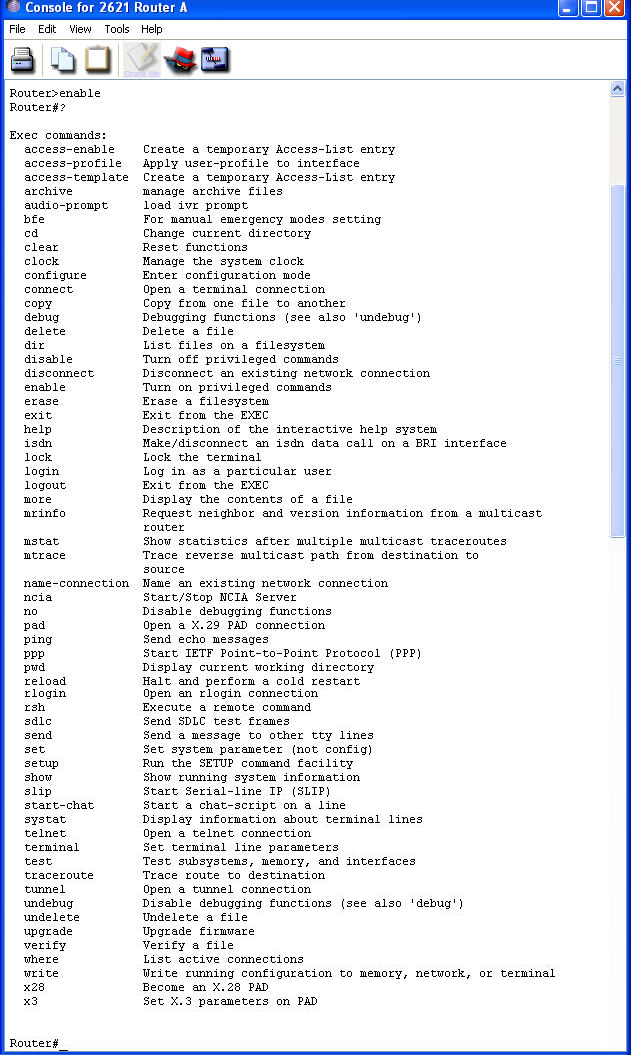 Console for 2621 Router A
File Edit View Tools Help
Grade Me
Router>enable
Router#?
Exec commands:
access-enable Create a temporary Access-List entry
access-profile Apply user-profile to interface
access-template Create a temporary Access-List entry
archive manage archive files
audio-prompt load ivr prompt
bfe For manual emergency modes setting
cd Change current directory
clear Reset functions
clock Manage the system clock
configure Enter configuration mode
connect Open a terminal connection
copy Copy from one file to another
debug Debugging functions (see also 'undebug')
delete Delete a file
dir List files on a filesystem
disable Turn off privileged commands
disconnect Disconnect an existing network connection
enable Turn on privileged commands
erase Erase a filesystem
exit Exit from the EXEC
help Description of the interactive help system
isdn Make/disconnect an isdn data call on a BRI interface
lock Lock the terminal
login Log in as a particular user
logout Exit from the EXEC
more Display the contents of a file
mrinfo Request neighbor and version information from a multicast
router
mstat Show statistics after multiple multicast traceroutes
mtrace Trace reverse multicast path from destination to
source
name-connection Name an existing network connection
ncia Start/Stop NCIA Server
no Disable debugging functions
pad Open a X.29 PAD connection
ping Send echo messages
ppp Start IETF Point-to-Point Protocol (PPP)
pwd Display current working directory
reload Halt and perform a cold restart
rlogin Open an rlogin connection
rsh Execute a remote command
sdlc Send SDLC test frames
send Send a message to other tty lines
set Set system parameter (not config)
setup Run the SETUP command facility
show Show running system information
slip Start Serial-line IP (SLIP)
start-chat Start a chat-script on a line
systat Display information about terminal lines
telnet Open a telnet connection
terminal Set terminal line parameters
test Test subsystems, memory, and interfaces
traceroute Trace route to destination
tunnel Open a tunnel connection
undebug Disable debugging functions (see also 'debug')
undelete Undelete a file
upgrade Upgrade firmware
verify Verify a file
where List active connections
write Write running configuration to memory, network, or terminal
x28 Become an X.28 PAD
x3 Set X.3 parameters on PAD
Router#_